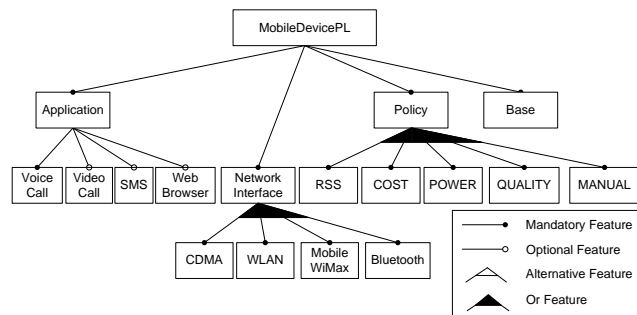 MobileDevicePL
Application
Policy
Base
Voice
Call
Video
Call
SMS
Web
Browser
Network
Interface
RSS
COST
POWER
QUALITY
MANUAL
CDMA
WLAN
Mobile
WiMax
Bluetooth
Mandatory Feature
Optional Feature
Alternative Feature
Or Feature